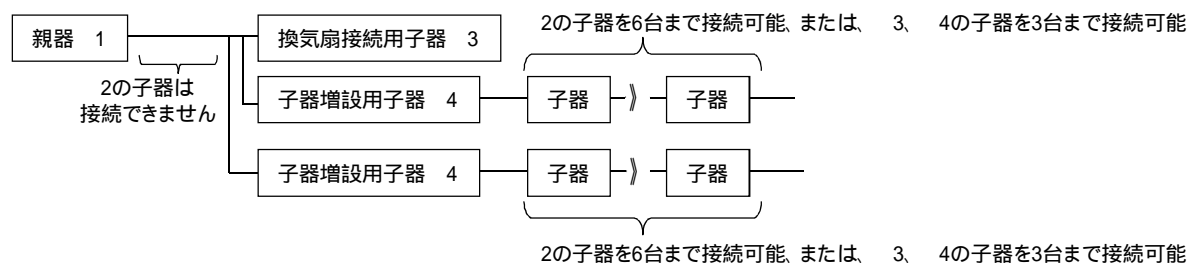 2の子器を6台まで接続可能、または、 3、 4の子器を3台まで接続可能
親器 1
換気扇接続用子器 3
2の子器は
接続できません
子器増設用子器 4
子器
子器
子器増設用子器 4
子器
子器
2の子器を6台まで接続可能、または、 3、 4の子器を3台まで接続可能